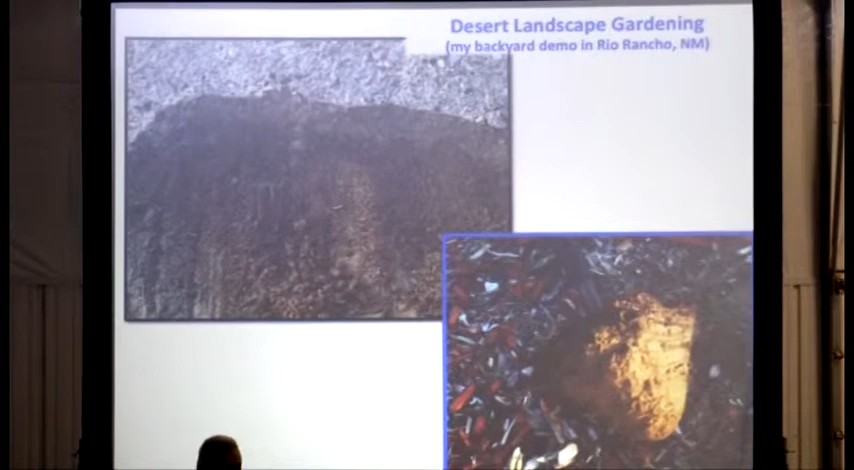 Desert Landscape Gardening
(my backyard demo in Rio Rancho, NM)